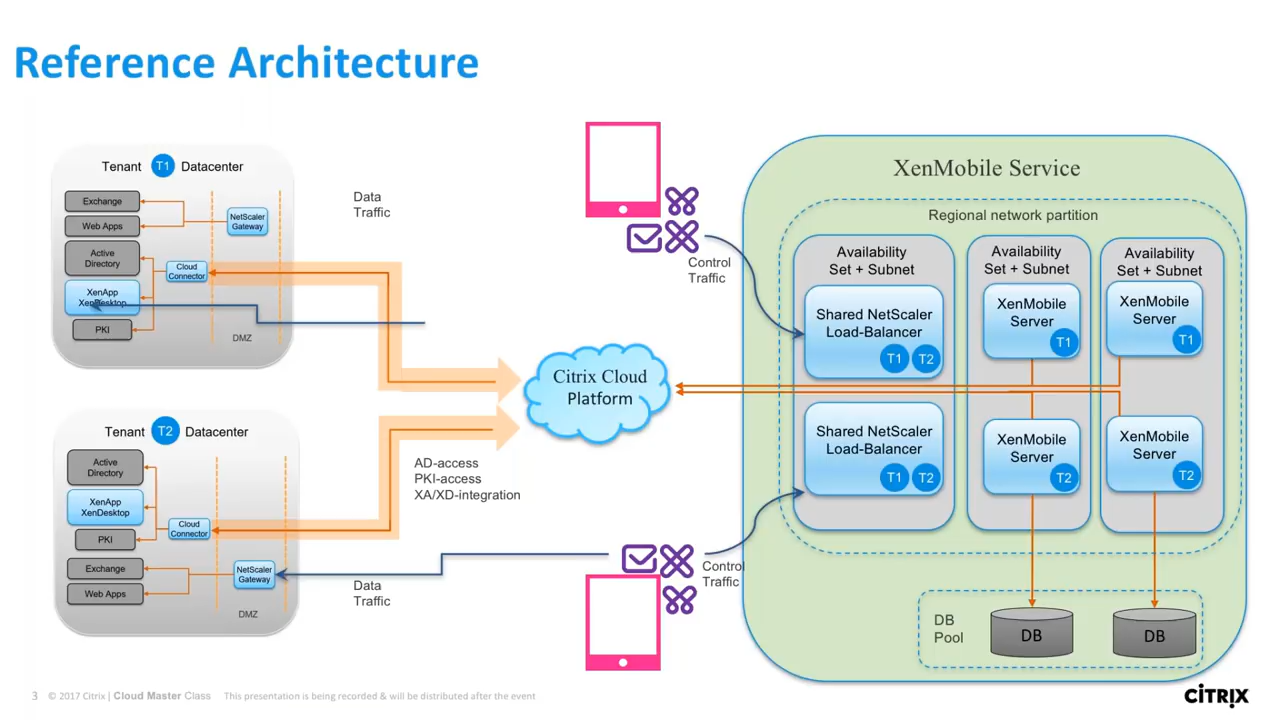 Reference Architecture
Tenant T1 Datacenter
Exchange
Web Apps
Active
Directory
XenApp
XenDesktop
PKI
Cloud
Connector
NetScaler
Gateway
DMZ
Data
Traffic
Tenant T2 Datacenter
Active
Directory
XenApp
XenDesktop
PKI
Exchange
Web Apps
Cloud
Connector
NetScaler
Gateway
DMZ
Data
Traffic
AD-access
PKI-access
XA/XD-integration
Citrix Cloud
Platform
Control
Traffic
Control
Traffic
XenMobile Service
Regional network partition
Availability
Set + Subnet
Shared NetScaler
Load-Balancer
T1 T2
Shared NetScaler
Load-Balancer
T1 T2
Availability
Set + Subnet
XenMobile
Server
T1
XenMobile
Server
T2
Availability
Set + Subnet
XenMobile
Server
T1
XenMobile
Server
T2
DB
Pool
DB
DB
3 © 2017 Citrix | Cloud Master Class This presentation is being recorded & will be distributed after the event
CİTRIX